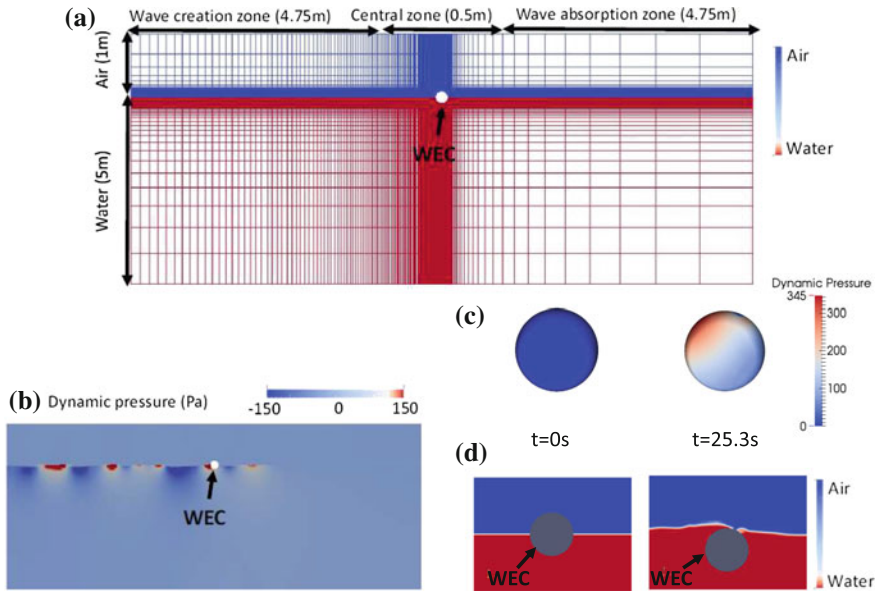 (a)
Wave creation zone (4.75m) Central zone (0.5m) Wave absorption zone (4.75m)
Air (1m)
Water (5m)
WEC
Air
Water
(b)
Dynamic pressure (Pa)
-150 0 150
WEC
(c)
Dynamic Pressure
345
300
200
100
0
t=0s t=25.3s
(d)
WEC
WEC
Air
Water